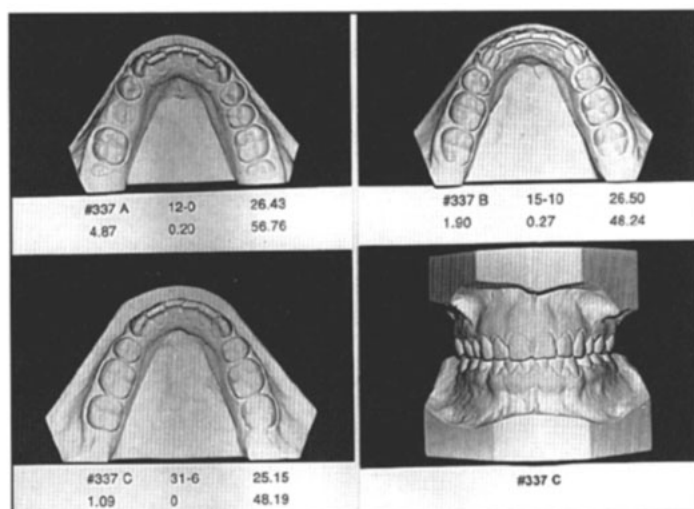 #337 A 12-0 26.43
4.87 0.20 56.76
#337 B 15-10 26.50
1.90 0.27 48.24
#337 C 31-6 25.15
1.09 0 48.19
#337 C